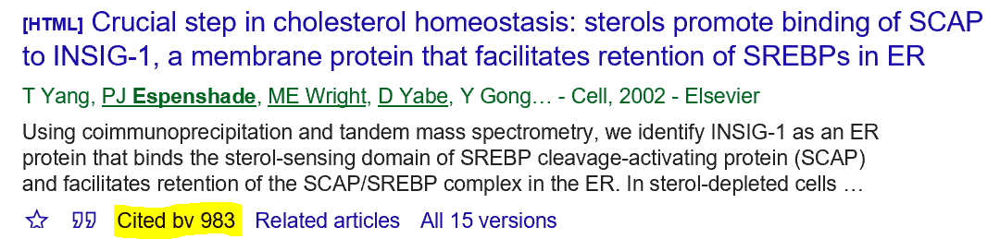 [HTML] Crucial step in cholesterol homeostasis: sterols promote binding of SCAP
to INSIG-1, a membrane protein that facilitates retention of SREBPs in ER
T Yang, PJ Espenshade, ME Wright, D Yabe, Y Gong… - Cell, 2002 - Elsevier
Using coimmunoprecipitation and tandem mass spectrometry, we identify INSIG-1 as an ER
protein that binds the sterol-sensing domain of SREBP cleavage-activating protein (SCAP)
and facilitates retention of the SCAP/SREBP complex in the ER. In sterol-depleted cells …
Cited by 983 Related articles All 15 versions